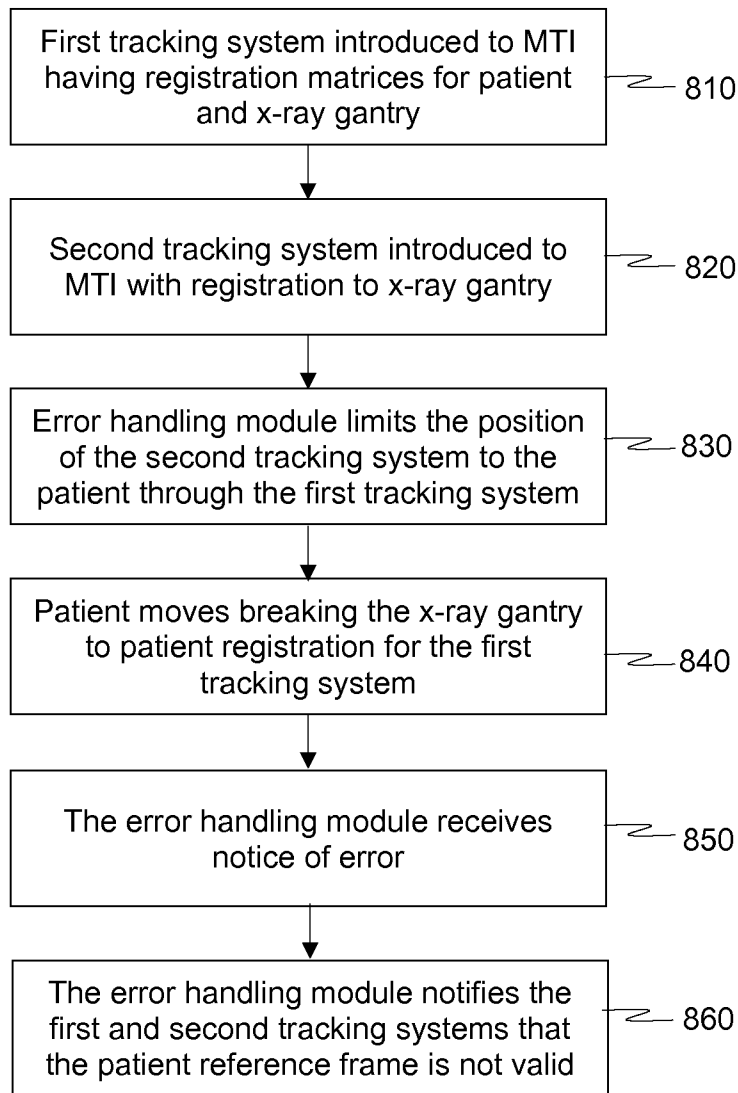 First tracking system introduced to MTI
having registration matrices for patient
and x-ray gantry
810
Second tracking system introduced to
MTI with registration to x-ray gantry
820
Error handling module limits the position
of the second tracking system to the
patient through the first tracking system
830
Patient moves breaking the x-ray gantry
to patient registration for the first
tracking system
840
The error handling module receives
notice of error
850
The error handling module notifies the
first and second tracking systems that
the patient reference frame is not valid
860